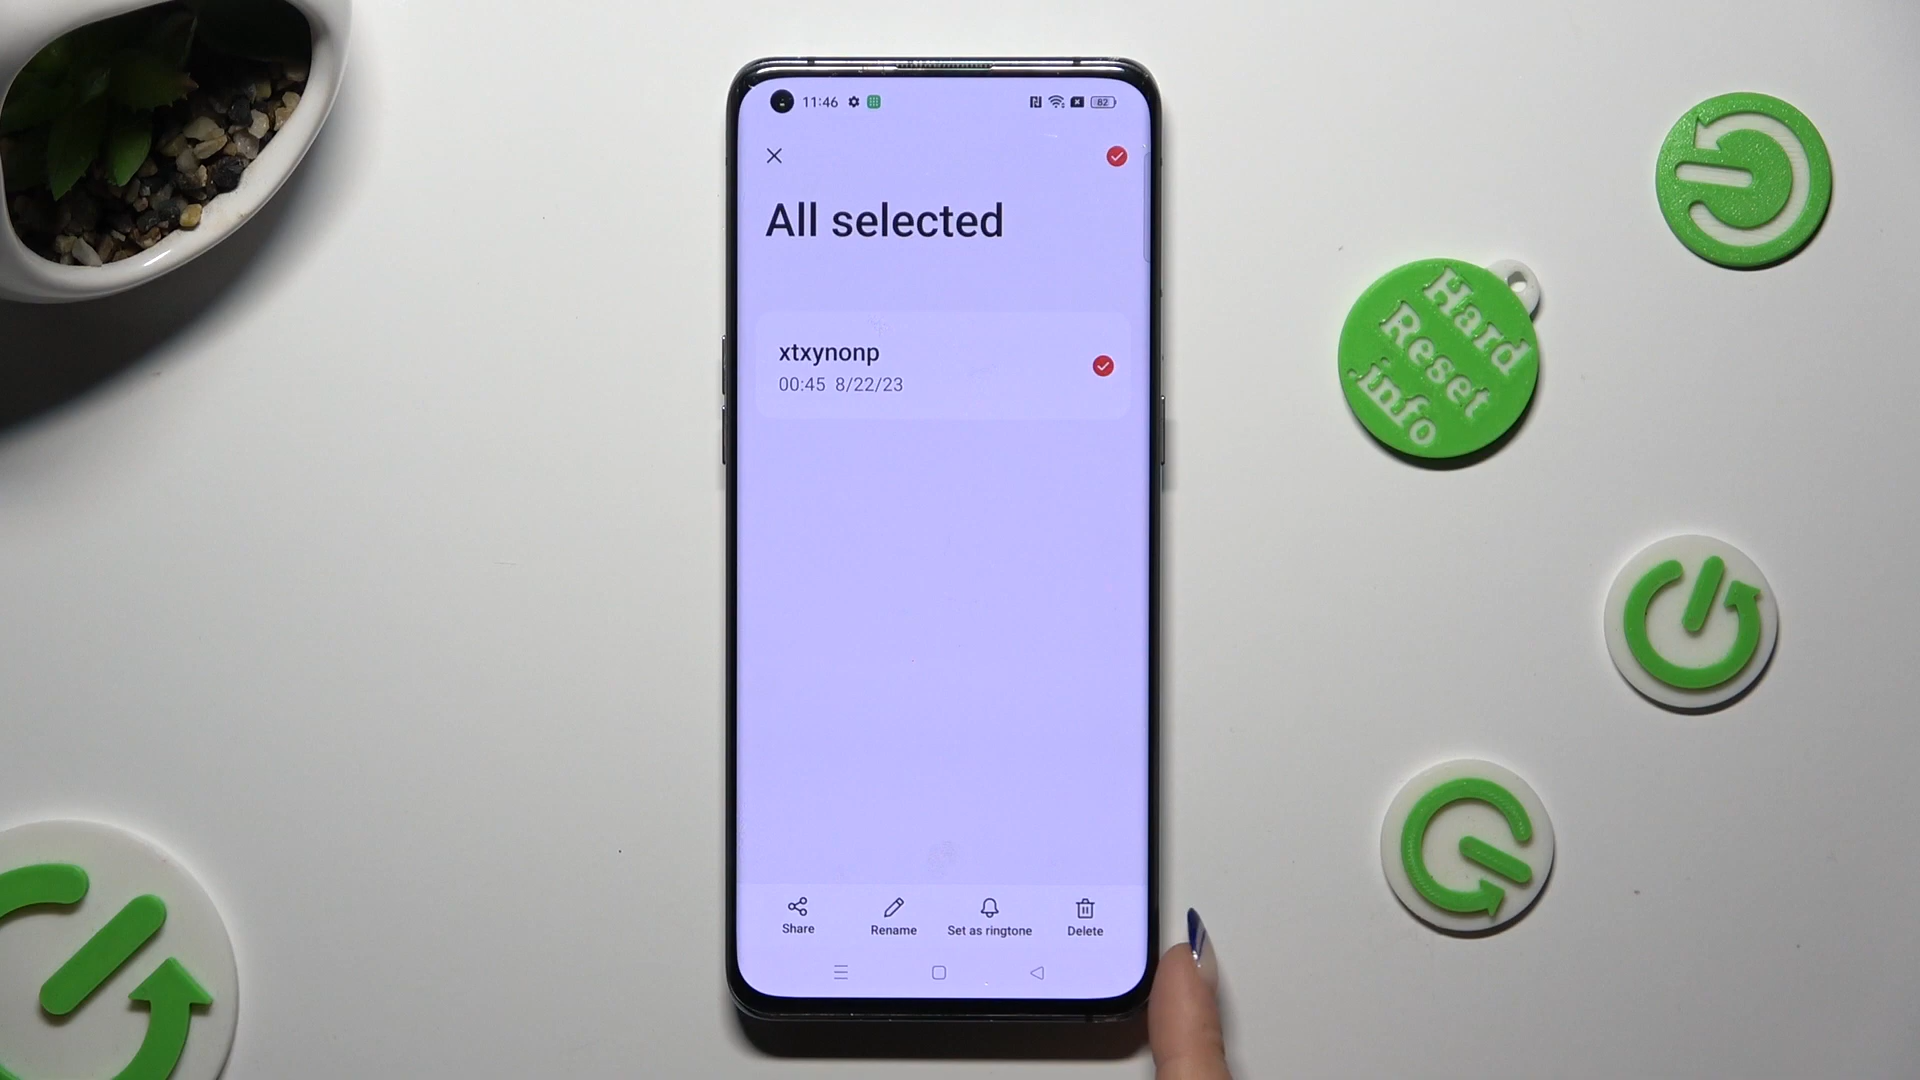 11:46
82
All selected
xtxynonp
00:45 8/22/23
Share
Rename
Set as ringtone
Delete
Hard
Reset
.info